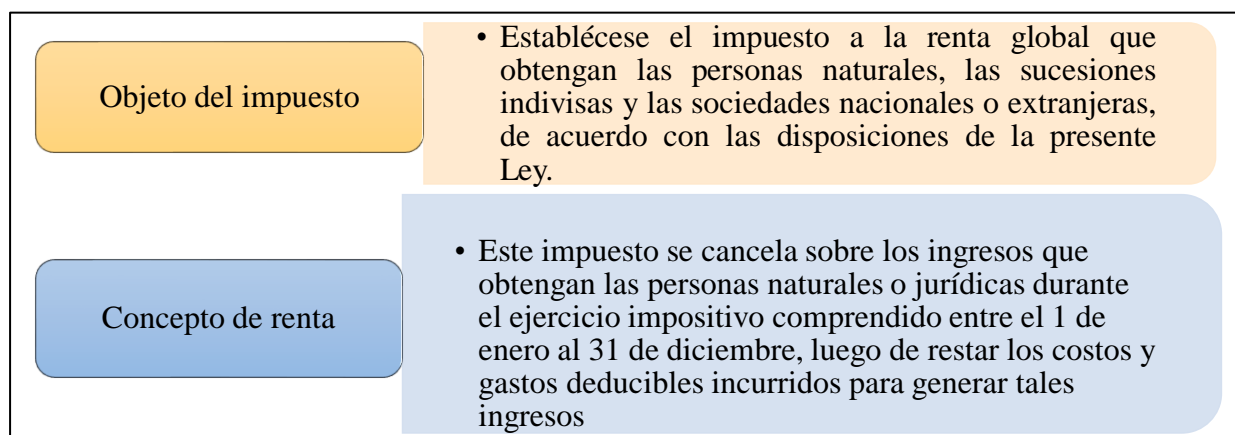 Objeto del impuesto
• Establécese el impuesto a la renta global que
obtengan las personas naturales, las sucesiones
indivisas y las sociedades nacionales o extranjeras,
de acuerdo con las disposiciones de la presente
Ley.
Concepto de renta
• Este impuesto se cancela sobre los ingresos que
obtengan las personas naturales o jurídicas durante
el ejercicio impositivo comprendido entre el 1 de
enero al 31 de diciembre, luego de restar los costos y
gastos deducibles incurridos para generar tales
ingresos